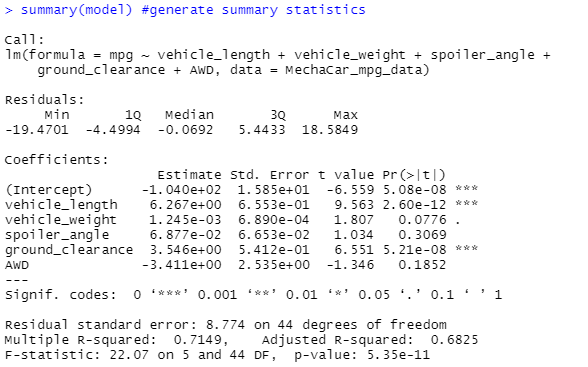 > summary(model) #generate summary statistics
Call:
lm(formula = mpg ~ vehicle_length + vehicle_weight + spoiler_angle +
    ground_clearance + AWD, data = MechaCar_mpg_data)
Residuals:
     Min       1Q   Median       3Q      Max
-19.4701  -4.4994  -0.0692   5.4433  18.5849
Coefficients:
                   Estimate Std. Error t value Pr(>|t|)
(Intercept)      -1.040e+02  1.585e+01  -6.559 5.08e-08 ***
vehicle_length    6.267e+00  6.553e-01   9.563 2.60e-12 ***
vehicle_weight    1.245e-03  6.890e-04   1.807   0.0776 .
spoiler_angle     6.877e-02  6.653e-02   1.034   0.3069
ground_clearance  3.546e+00  5.412e-01   6.551 5.21e-08 ***
AWD              -3.411e+00  2.535e+00  -1.346   0.1852
---
Signif. codes:  0 ‘***’ 0.001 ‘**’ 0.01 ‘*’ 0.05 ‘.’ 0.1 ‘ ’ 1
Residual standard error: 8.774 on 44 degrees of freedom
Multiple R-squared:  0.7149,    Adjusted R-squared:  0.6825
F-statistic: 22.07 on 5 and 44 DF,  p-value: 5.35e-11